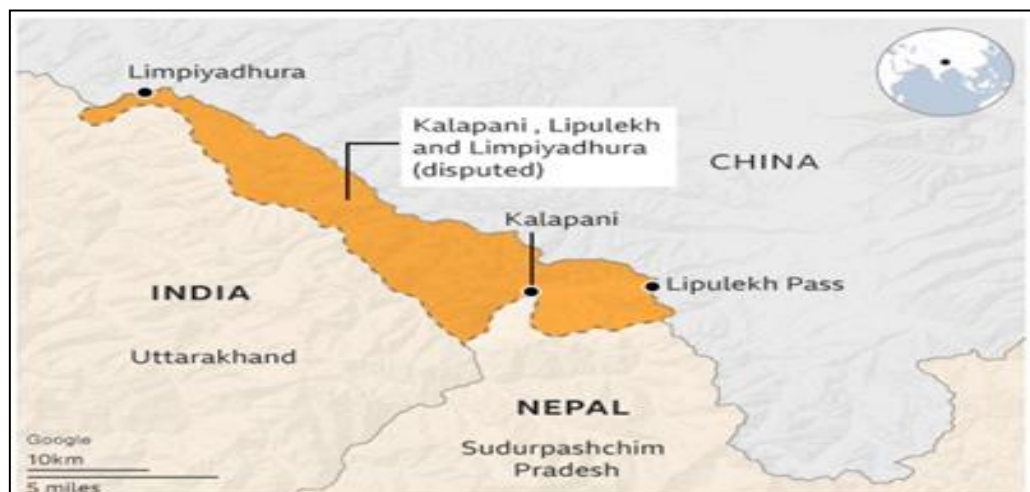 Limpiyadhura
Kalapani , Lipulekh
and Limpiyadhura
(disputed)
CHINA
Kalapani
Lipulekh Pass
INDIA
Uttarakhand
NEPAL
Sudurpashchim
Pradesh
Google
10km
5 miles